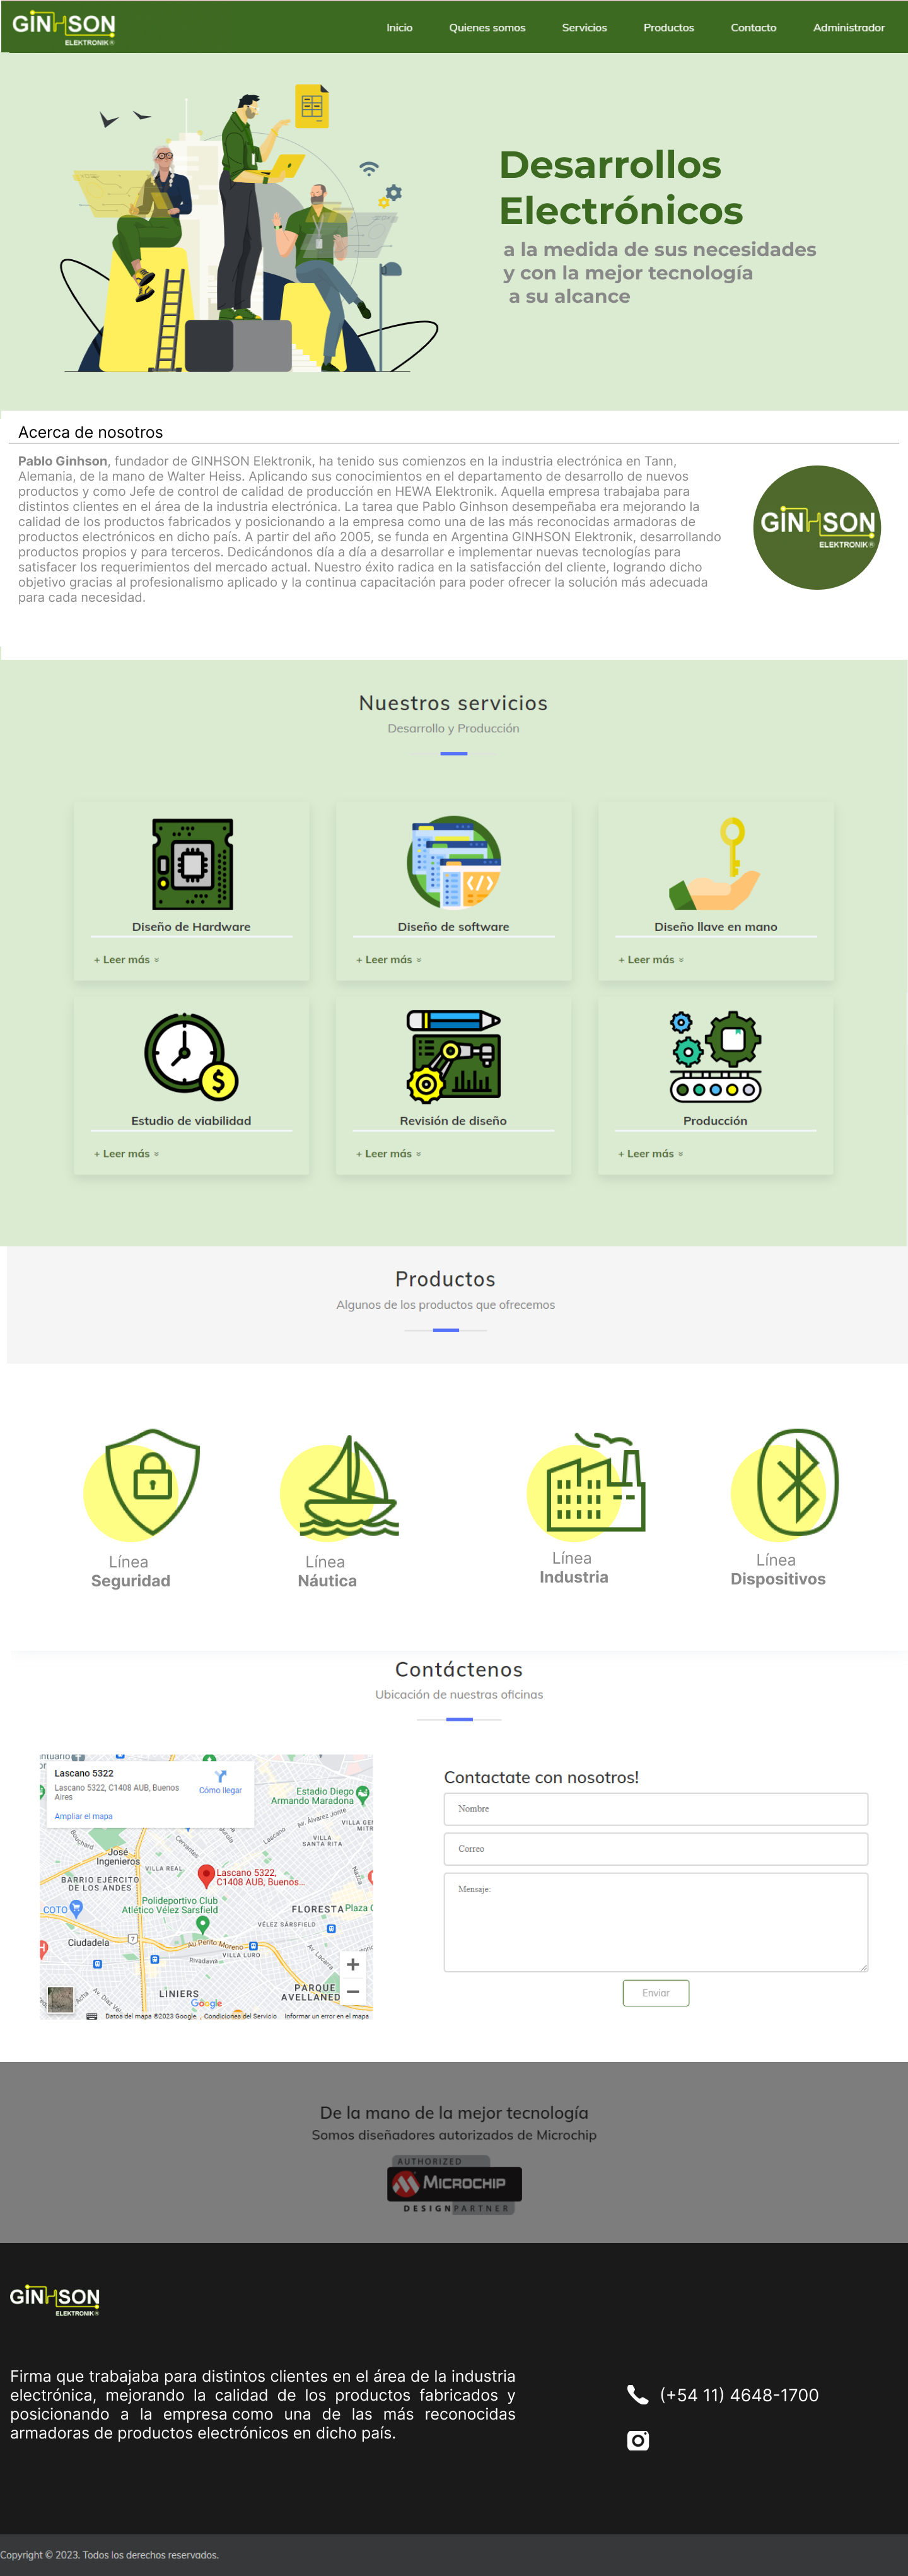 GINHSON
ELEKTRONIK®
Inicio
Quienes somos
Servicios
Productos
Contacto
Administrador
Desarrollos
Electrónicos
a la medida de sus necesidades
y con la mejor tecnología
a su alcance
Acerca de nosotros
Pablo Ginhson, fundador de GINHSON Elektronik, ha tenido sus comienzos en la industria electrónica en Tann,
Alemania, de la mano de Walter Heiss. Aplicando sus conocimientos en el departamento de desarrollo de nuevos
productos y como Jefe de control de calidad de producción en HEWA Elektronik. Aquella empresa trabajaba para
distintos clientes en el área de la industria electrónica. La tarea que Pablo Ginhson desempeñaba era mejorando la
calidad de los productos fabricados y posicionando a la empresa como una de las más reconocidas armadoras de
productos electrónicos en dicho país. A partir del año 2005, se funda en Argentina GINHSON Elektronik, desarrollando
productos propios y para terceros. Dedicándonos día a día a desarrollar e implementar nuevas tecnologías para
satisfacer los requerimientos del mercado actual. Nuestro éxito radica en la satisfacción del cliente, logrando dicho
objetivo gracias al profesionalismo aplicado y la continua capacitación para poder ofrecer la solución más adecuada
para cada necesidad.
GINHSON
ELEKTRONIK®
Nuestros servicios
Desarrollo y Producción
Diseño de Hardware
+ Leer más
Diseño de software
+ Leer más
Diseño llave en mano
+ Leer más
Estudio de viabilidad
+ Leer más
Revisión de diseño
+ Leer más
Producción
+ Leer más
Productos
Algunos de los productos que ofrecemos
Línea
Seguridad
Línea
Náutica
Línea
Industria
Línea
Dispositivos
Contáctenos
Ubicación de nuestras oficinas
Lascano 5322
Lascano 5322, C1408 AUB, Buenos
Aires
Cómo llegar
Ampliar el mapa
Estadio Diego
Armando Maradona
Av. Álvarez Jonte
VILLA
SANTA RITA
Lascano
Bouchard
Cervantes
José
Ingenieros
VILLA REAL
BARRIO EJÉRCITO
DE LOS ANDES
Lascano 5322,
C1408 AUB, Buenos...
Polideportivo Club
Atlético Vélez Sarsfield
COTO
FLORESTA
Plaza
VÉLEZ SÁRSFIELD
Ciudadela
7
Au Perito Moreno
VILLA LURO
Rivadavia
Av. Lacarra
LINIERS
PARQUE
AVELLANED
Google
Datos del mapa ©2023 Google
Condiciones del Servicio
Informar un error en el mapa
Contactate con nosotros!
Nombre
Correo
Mensaje:
Enviar
De la mano de la mejor tecnología
Somos diseñadores autorizados de Microchip
AUTHORIZED
MICROCHIP
DESIGN PARTNER
GINHSON
ELEKTRONIK®
Firma que trabajaba para distintos clientes en el área de la industria
electrónica, mejorando la calidad de los productos fabricados y
posicionando a la empresa como una de las más reconocidas
armadoras de productos electrónicos en dicho país.
(+54 11) 4648-1700
Copyright © 2023. Todos los derechos reservados.